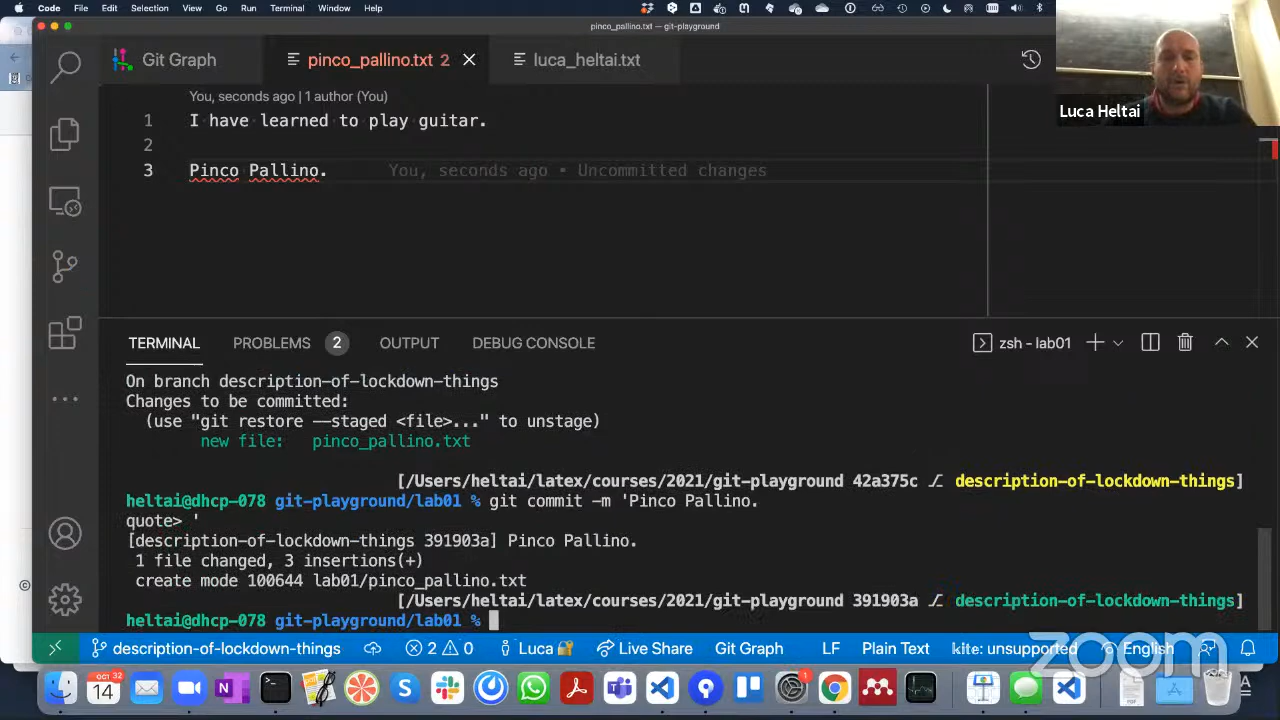 Code File Edit Selection View Go Run Terminal Window Help
pinco_pallino.txt — git-playground
Git Graph pinco_pallino.txt 2 luca_heltai.txt
You, seconds ago | 1 author (You)
1 I have learned to play guitar.
2
3 Pinco Pallino. You, seconds ago • Uncommitted changes
Luca Heltai
TERMINAL PROBLEMS 2 OUTPUT DEBUG CONSOLE zsh - lab01
On branch description-of-lockdown-things
Changes to be committed:
(use "git restore --staged <file>..." to unstage)
new file: pinco_pallino.txt
[/Users/heltai/latex/courses/2021/git-playground 42a375c ⎇ description-of-lockdown-things]
heltai@dhcp-078 git-playground/lab01 % git commit -m 'Pinco Pallino.
quote> '
[description-of-lockdown-things 391903a] Pinco Pallino.
1 file changed, 3 insertions(+)
create mode 100644 lab01/pinco_pallino.txt
[/Users/heltai/latex/courses/2021/git-playground 391903a ⎇ description-of-lockdown-things]
heltai@dhcp-078 git-playground/lab01 %
description-of-lockdown-things 2 0 Luca Live Share Git Graph LF Plain Text kite: unsupported English
zoom
OCT 32
14
1